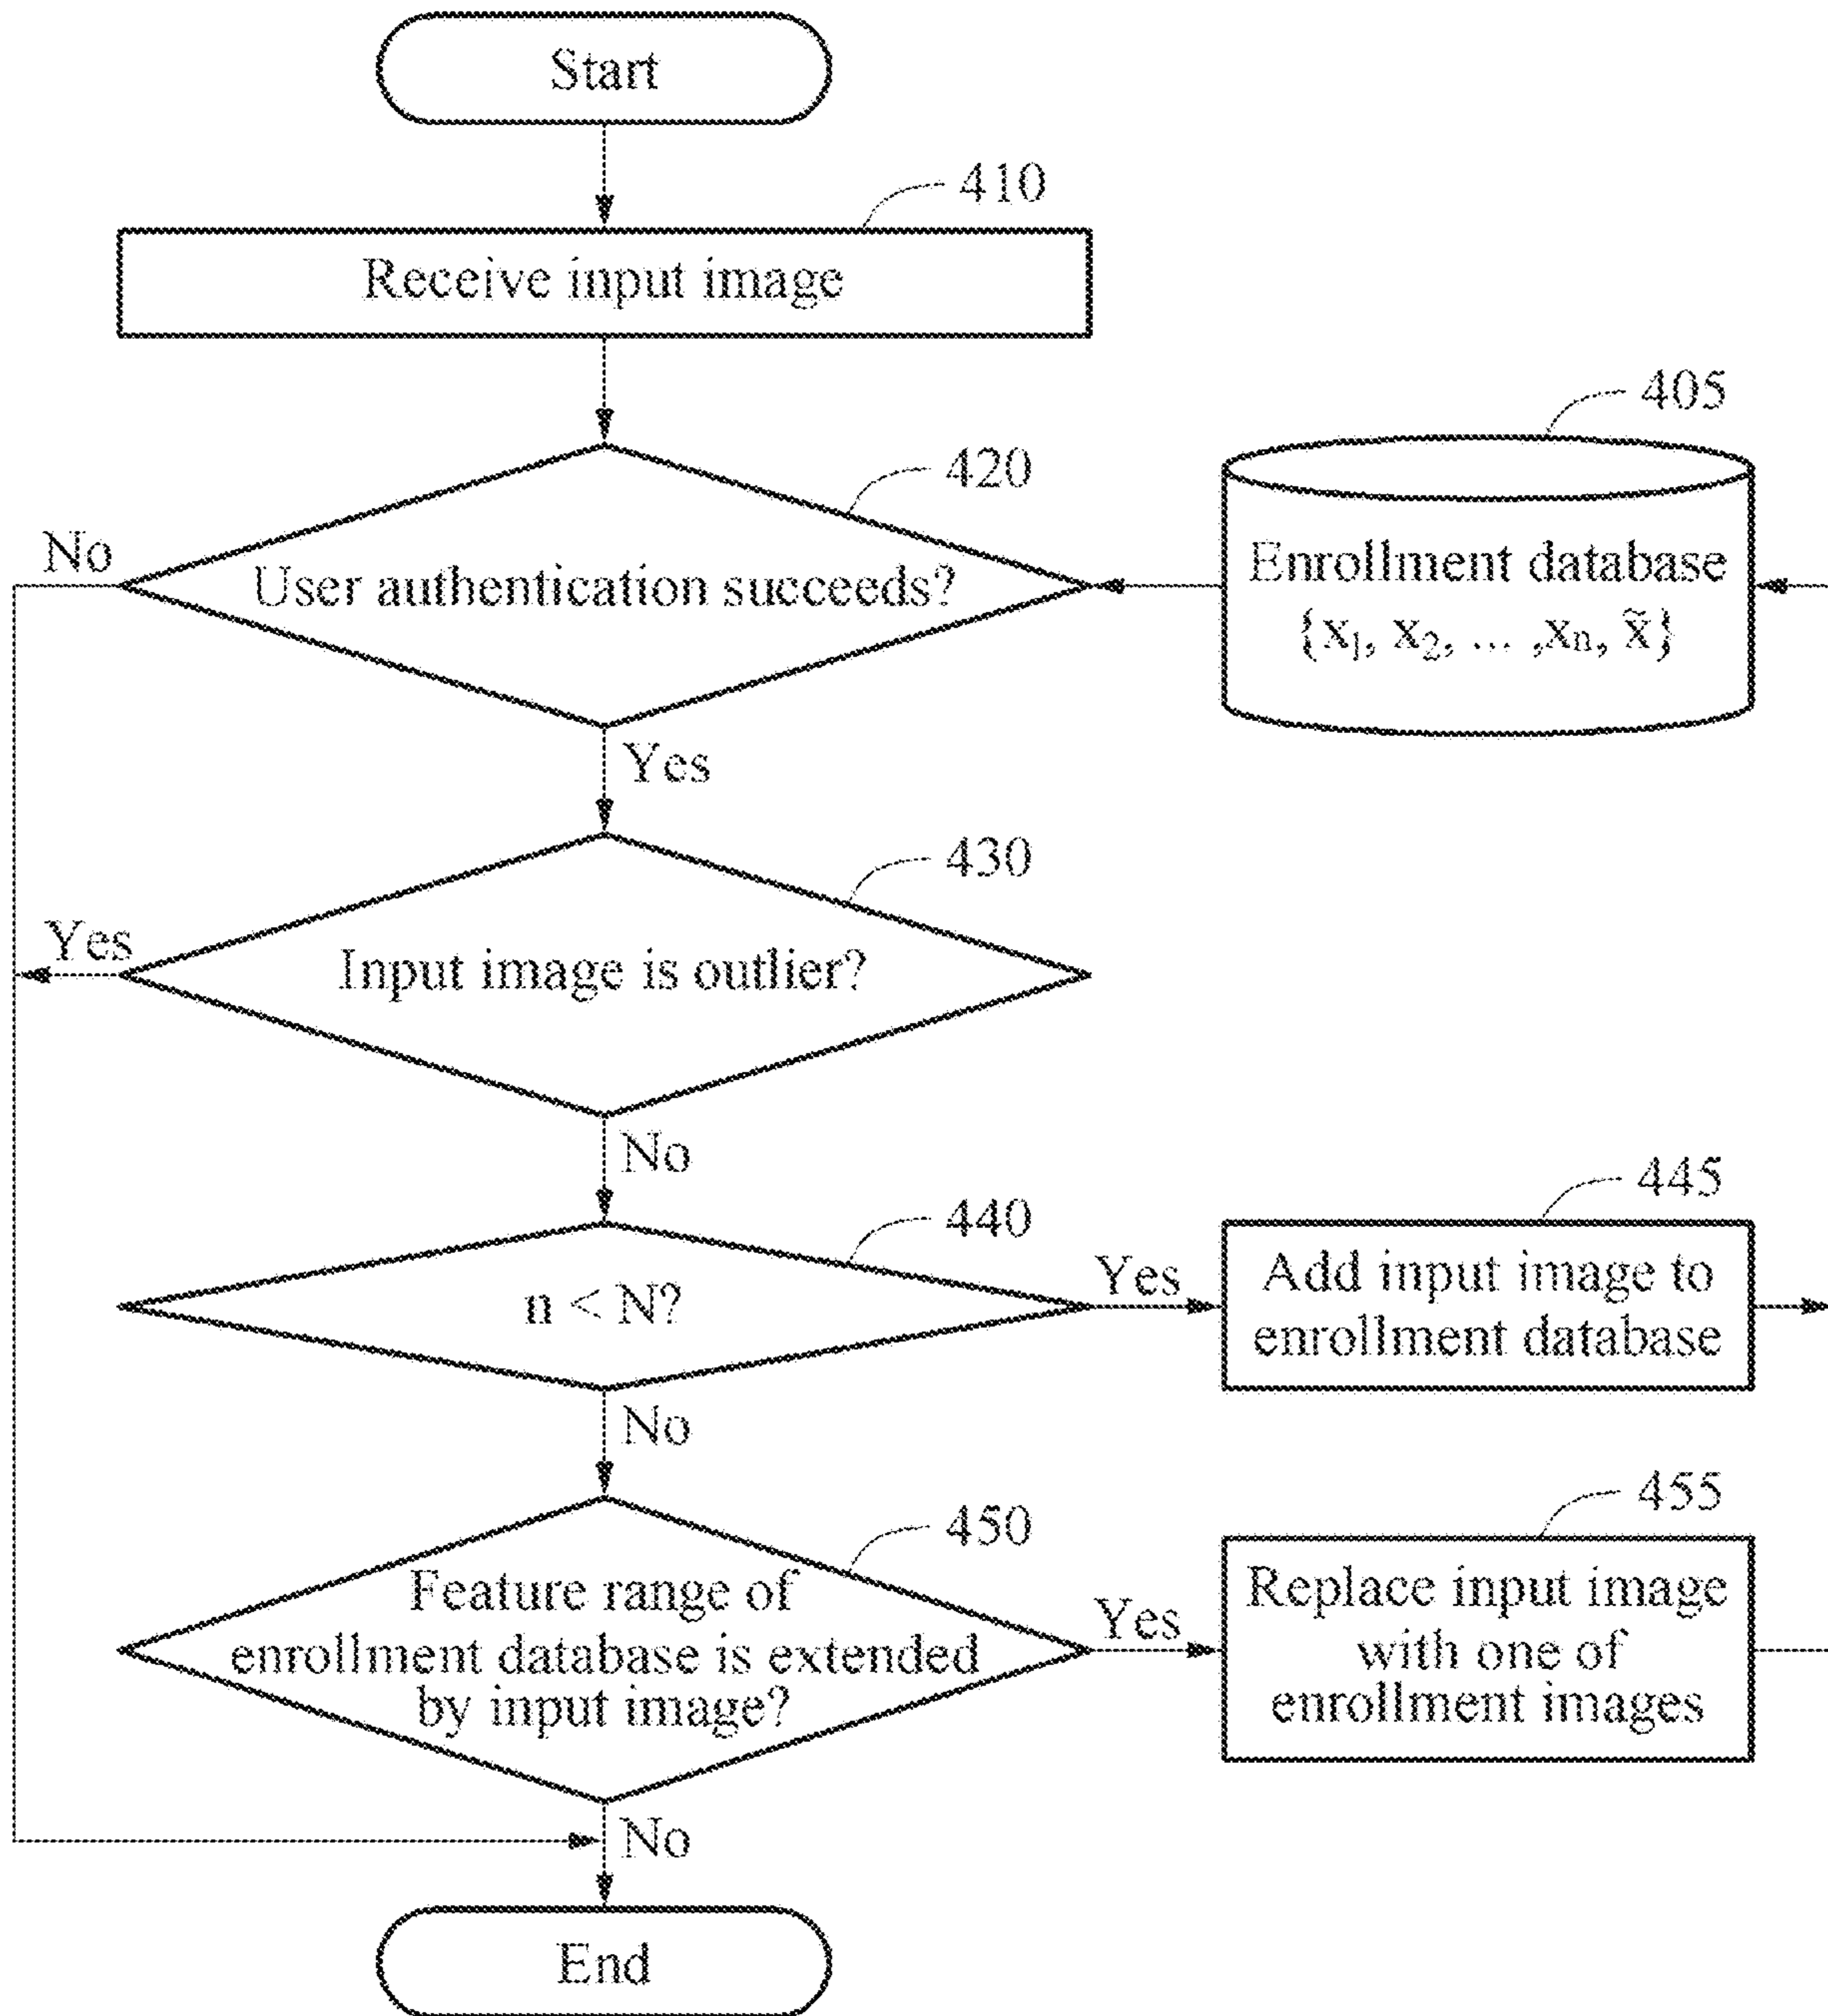 Start
410
Receive input image
405
420
No
User authentication succeeds?
Enrollment database
{x₁, x₂, ... ,xₙ, x̃}
Yes
430
Yes
Input image is outlier?
No
440
445
n < N?
Yes
Add input image to
enrollment database
No
450
455
Feature range of
enrollment database is extended
by input image?
Yes
Replace input image
with one of
enrollment images
No
End